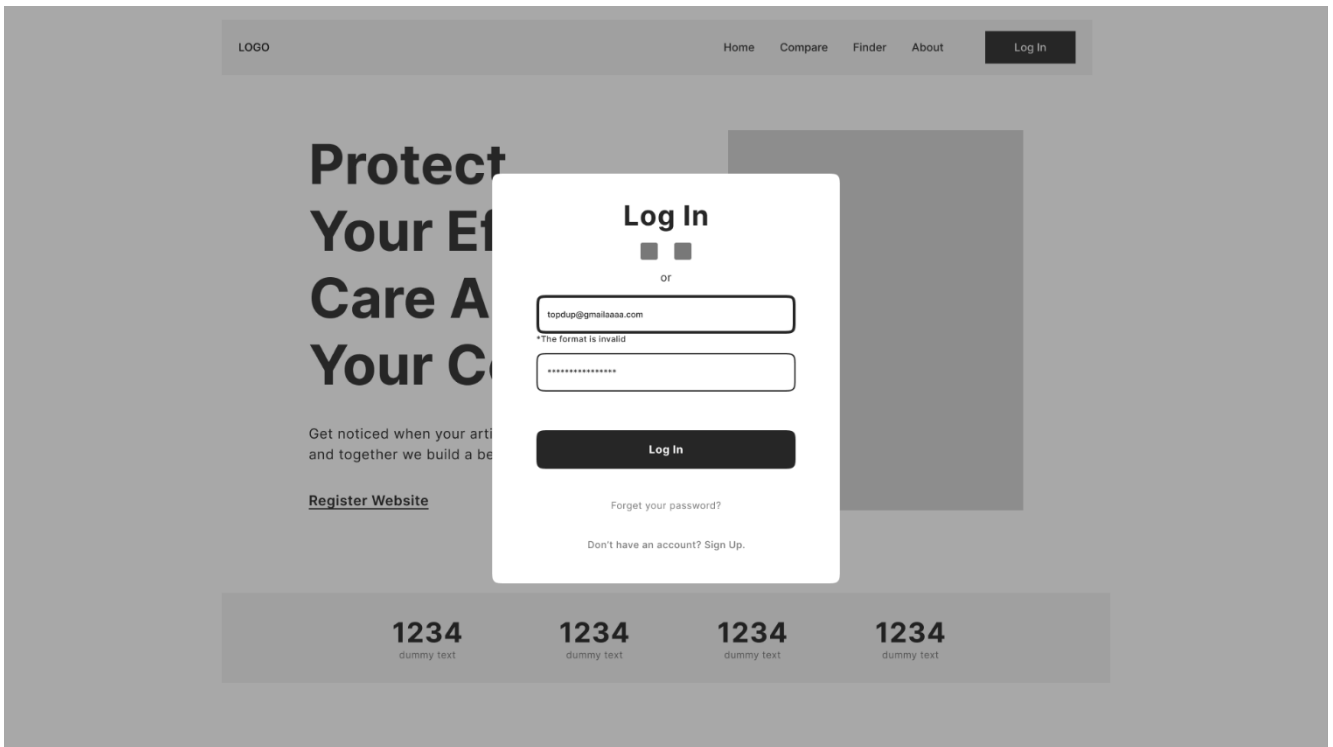 LOGO
Home Compare Finder About Log In
Protect
Your Ef
Care A
Your C
Get noticed when your arti
and together we build a be
Register Website
Log In
or
topdup@gmailaaaa.com
*The format is invalid
****************
Log In
Forget your password?
Don't have an account? Sign Up.
1234 1234 1234 1234
dummy text dummy text dummy text dummy text